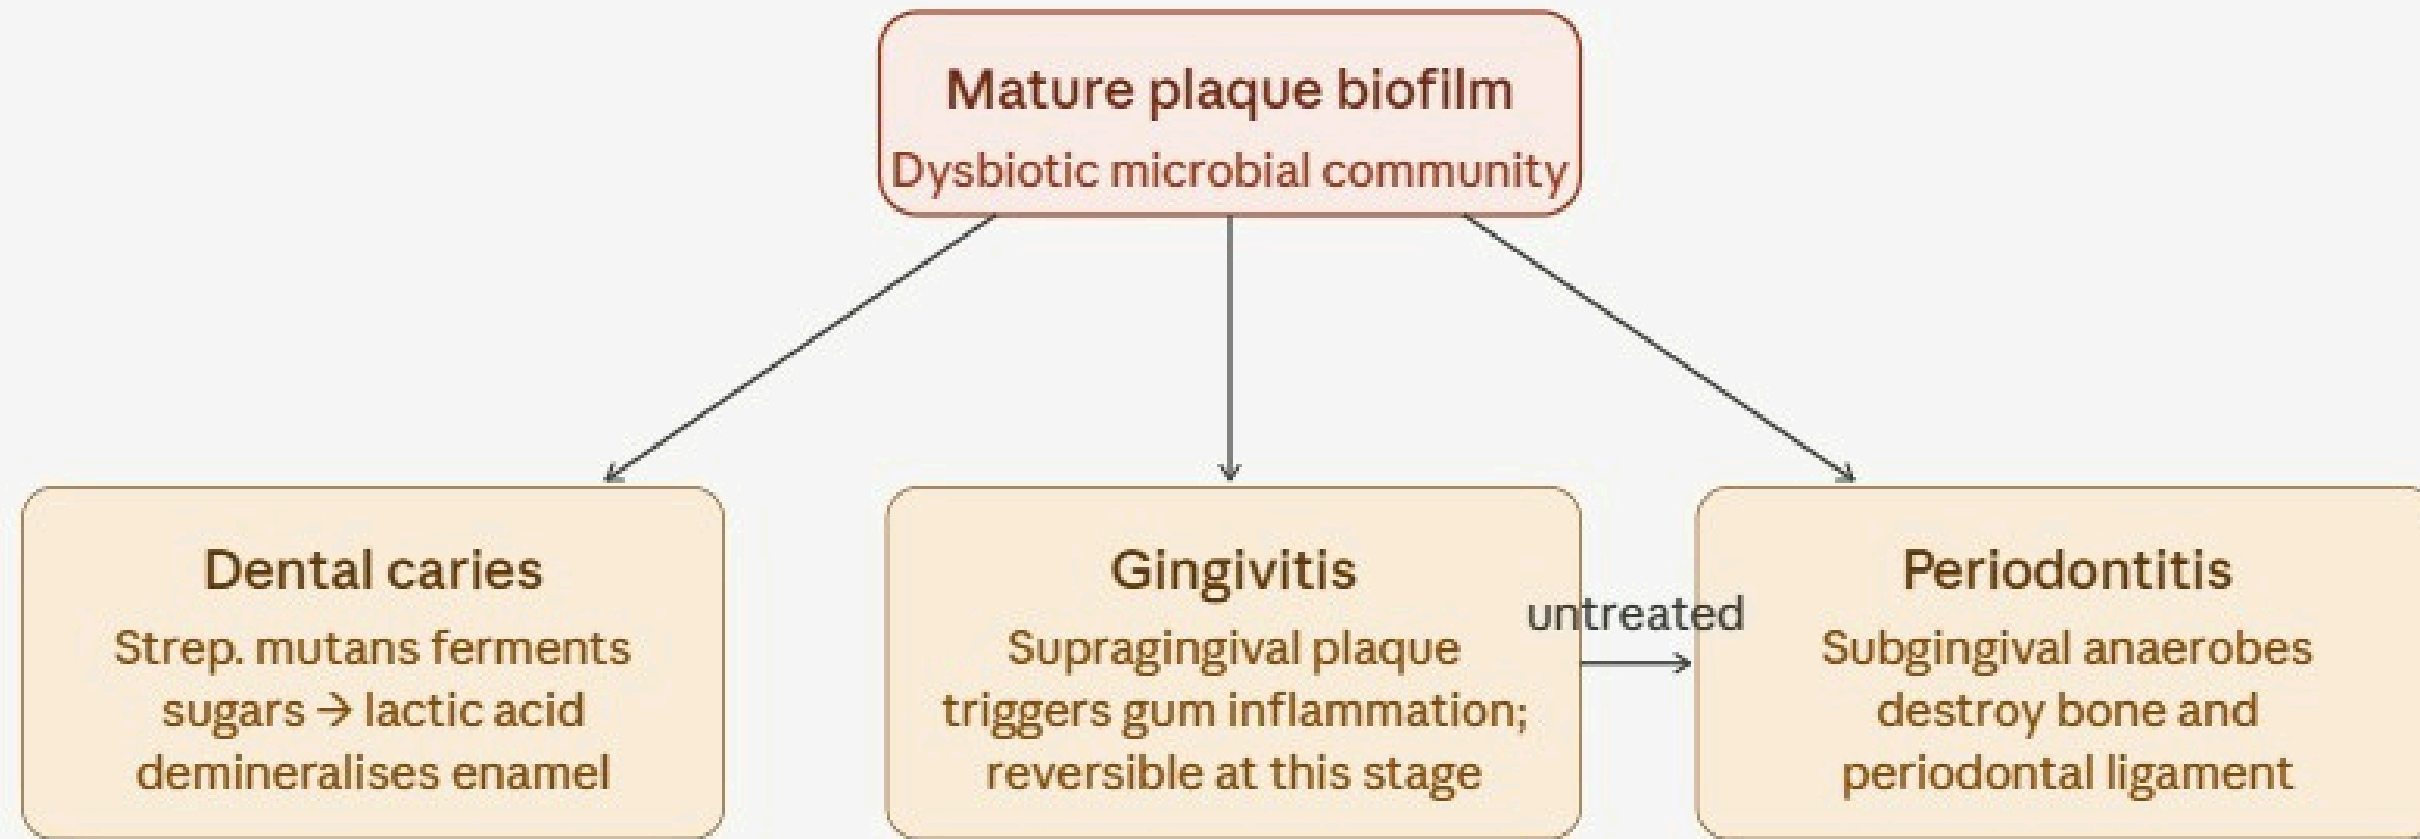 Mature plaque biofilm
Dysbiotic microbial community
Dental caries
Strep. mutans ferments
sugars → lactic acid
demineralises enamel
Gingivitis
Supragingival plaque
triggers gum inflammation;
reversible at this stage
untreated
Periodontitis
Subgingival anaerobes
destroy bone and
periodontal ligament